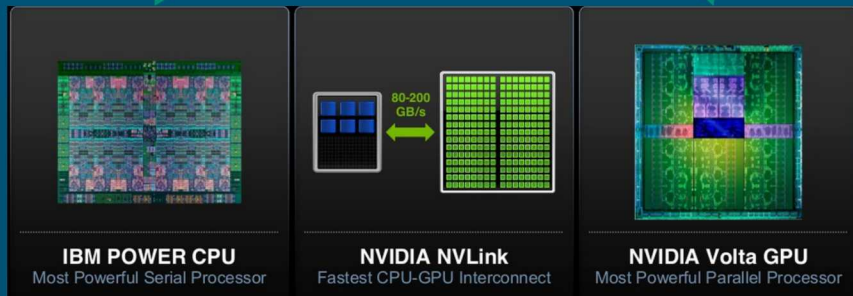 80-200
GB/s
IBM POWER CPU
Most Powerful Serial Processor
NVIDIA NVLink
Fastest CPU-GPU Interconnect
NVIDIA Volta GPU
Most Powerful Parallel Processor